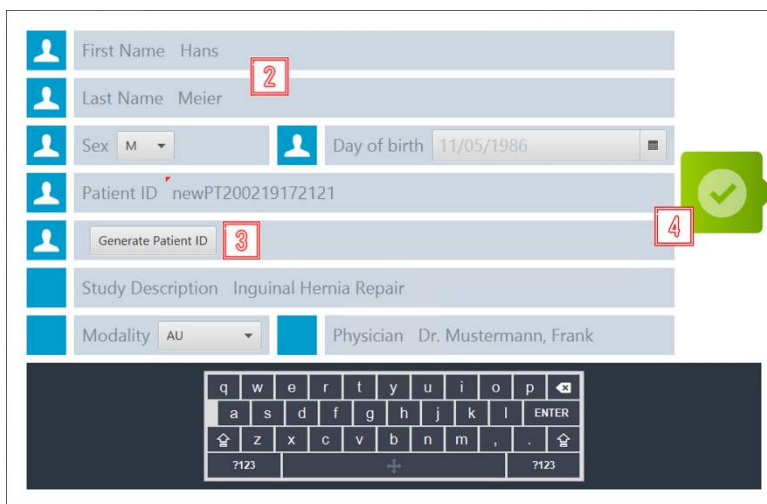 First Name Hans
2
Last Name Meier
Sex M Day of birth 11/05/1986
Patient ID newPT200219172121
4
Generate Patient ID 3
Study Description Inguinal Hernia Repair
Modality AU Physician Dr. Mustermann, Frank
q w e r t y u i o p
a s d f g h j k l ENTER
z x c v b n m , .
?123 ?123